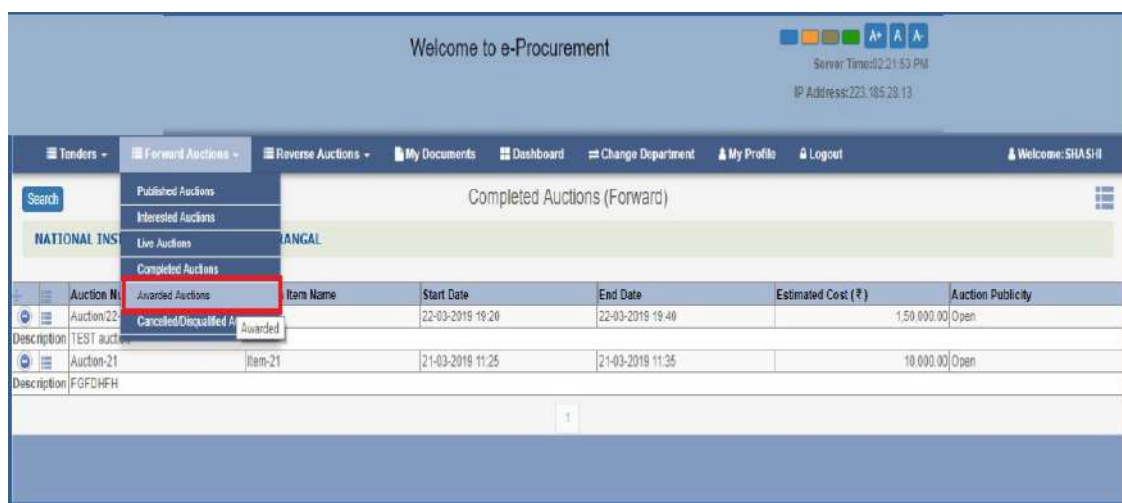 Welcome to e-Procurement
A+ A A-
Server Time:02:21:53 PM
IP Address:223.185.28.13
Tenders Forward Auctions Reverse Auctions My Documents Dashboard Change Department My Profile Logout Welcome:SHASHI
Search
Completed Auctions (Forward)
Published Auctions
Interested Auctions
Live Auctions
Completed Auctions
Awarded Auctions
Cancelled/Disqualified A
Awarded
NATIONAL INS RANGAL
Auction Nu Item Name Start Date End Date Estimated Cost (₹) Auction Publicity
Auction/22- 22-03-2019 19:20 22-03-2019 19:40 1,50,000.00 Open
Description TEST auction
Auction-21 Item-21 21-03-2019 11:25 21-03-2019 11:35 10,000.00 Open
Description FGFDHFH
1